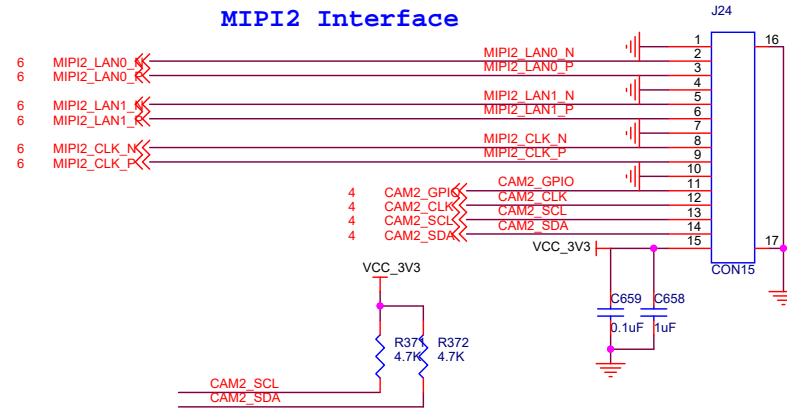 MIPI2 Interface
J24
1 16
6 MIPI2_LAN0_N MIPI2_LAN0_N 2
6 MIPI2_LAN0_P MIPI2_LAN0_P 3
4
6 MIPI2_LAN1_N MIPI2_LAN1_N 5
6 MIPI2_LAN1_P MIPI2_LAN1_P 6
7
6 MIPI2_CLK_N MIPI2_CLK_N 8
6 MIPI2_CLK_P MIPI2_CLK_P 9
10
4 CAM2_GPIO CAM2_GPIO 11
4 CAM2_CLK CAM2_CLK 12
4 CAM2_SCL CAM2_SCL 13
4 CAM2_SDA CAM2_SDA 14
VCC_3V3 15 17
CON15
VCC_3V3
C659 C658
0.1uF 1uF
R371 R372
4.7K 4.7K
CAM2_SCL
CAM2_SDA